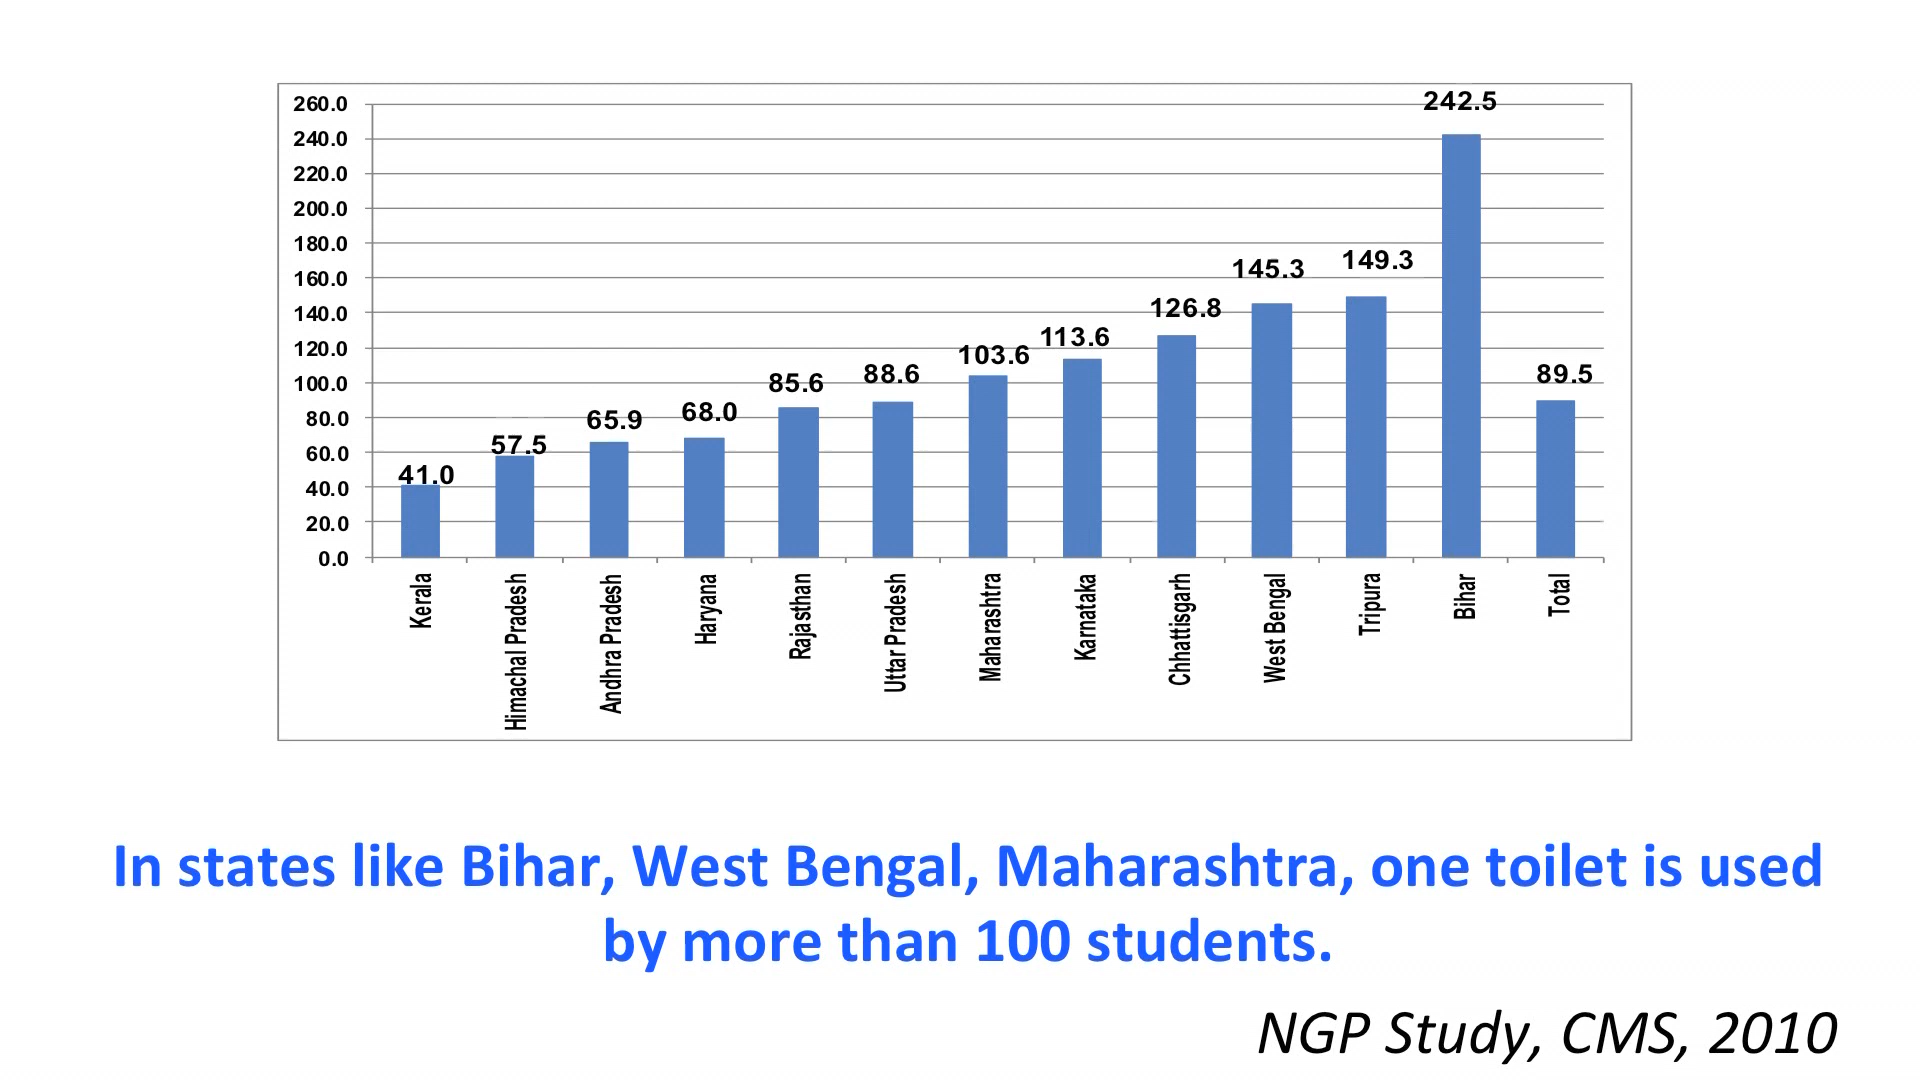 260.0
240.0
220.0
200.0
180.0
160.0
140.0
120.0
100.0
80.0
60.0
40.0
20.0
0.0
41.0
57.5
65.9
68.0
85.6
88.6
103.6
113.6
126.8
145.3
149.3
242.5
89.5
Kerala
Himachal Pradesh
Andhra Pradesh
Haryana
Rajasthan
Uttar Pradesh
Maharashtra
Karnataka
Chhattisgarh
West Bengal
Tripura
Bihar
Total
In states like Bihar, West Bengal, Maharashtra, one toilet is used
by more than 100 students.
NGP Study, CMS, 2010